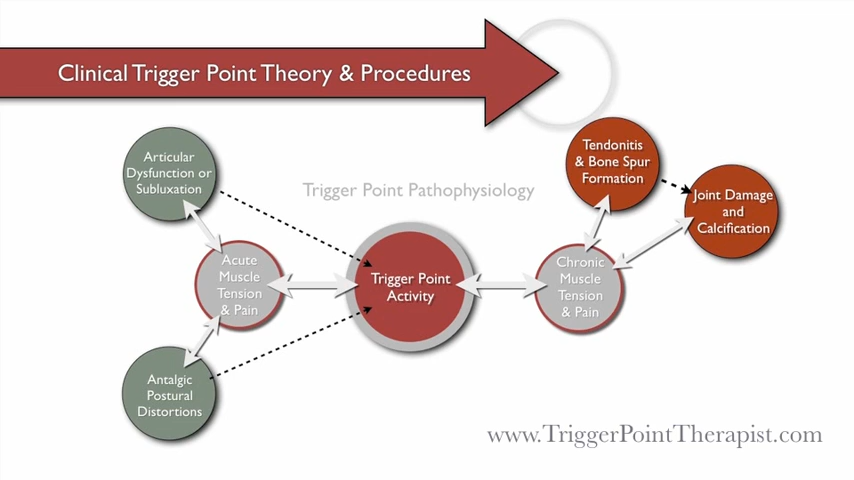 Clinical Trigger Point Theory & Procedures
Trigger Point Pathophysiology
Articular
Dysfunction or
Subluxation
Acute
Muscle
Tension
& Pain
Antalgic
Postural
Distortions
Trigger Point
Activity
Chronic
Muscle
Tension
& Pain
Tendonitis
& Bone Spur
Formation
Joint Damage
and
Calcification
www.TriggerPointTherapist.com